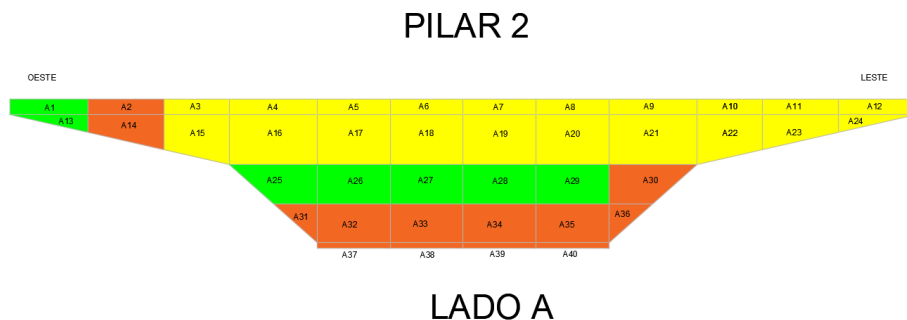 PILAR 2
OESTE LESTE
A1 A2 A3 A4 A5 A6 A7 A8 A9 A10 A11 A12
A13 A14 A15 A16 A17 A18 A19 A20 A21 A22 A23 A24
A25 A26 A27 A28 A29 A30
A31 A32 A33 A34 A35 A36
A37 A38 A39 A40
LADO A